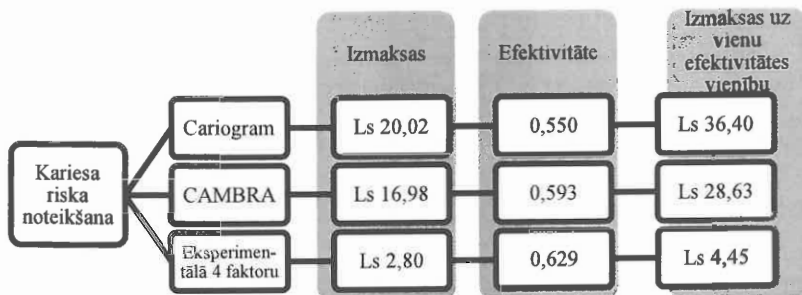 Izmaksas
Efektivitāte
Izmaksas uz
vienu
efektivitātes
vienību
Kariesa
riska
noteikšana
Cariogram
Ls 20,02
0,550
Ls 36,40
CAMBRA
Ls 16,98
0,593
Ls 28,63
Eksperimen-
tālā 4 faktoru
Ls 2,80
0,629
Ls 4,45